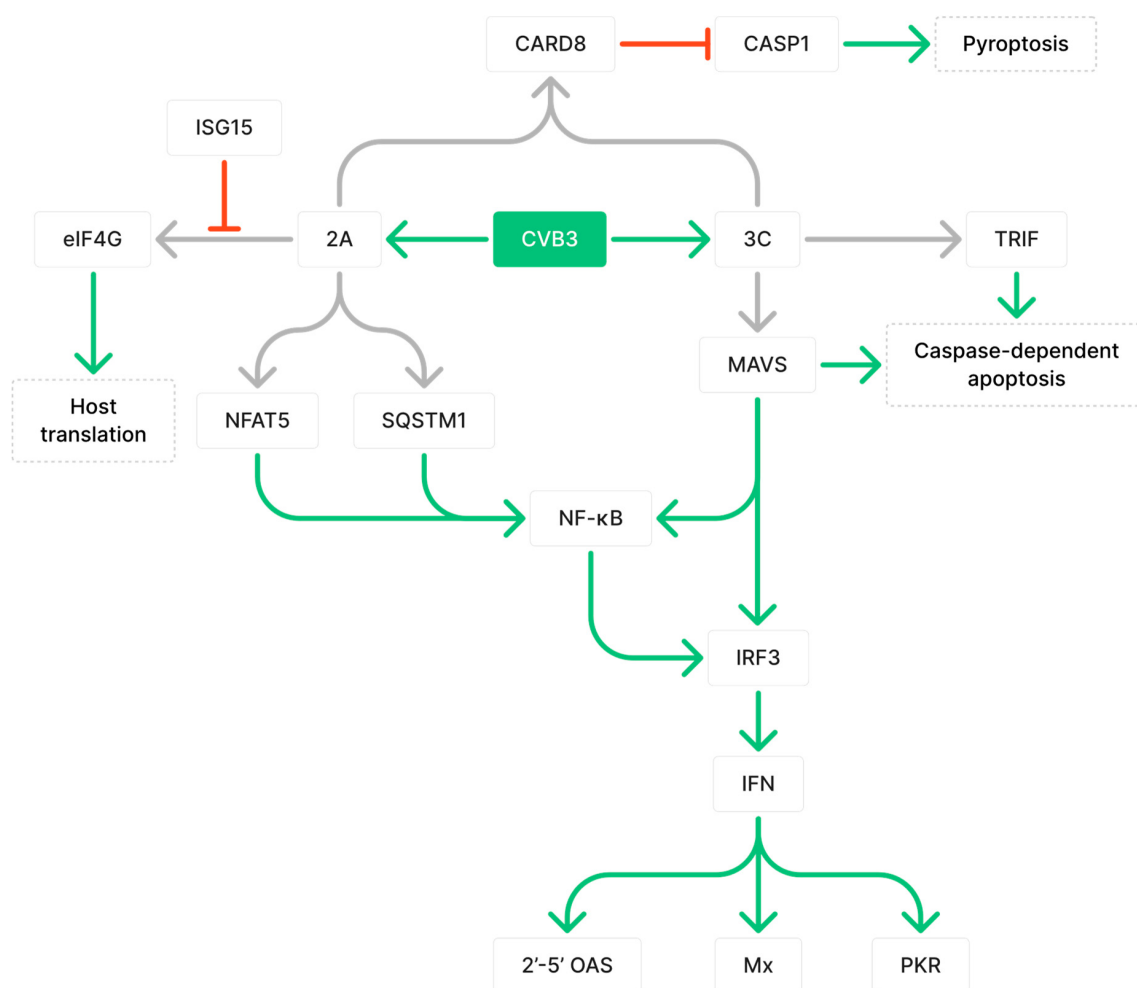 CARD8
CASP1
Pyroptosis
ISG15
eIF4G
2A
CVB3
3C
TRIF
MAVS
Caspase-dependent
apoptosis
Host
translation
NFAT5
SQSTM1
NF-κB
IRF3
IFN
2’-5’ OAS
Mx
PKR